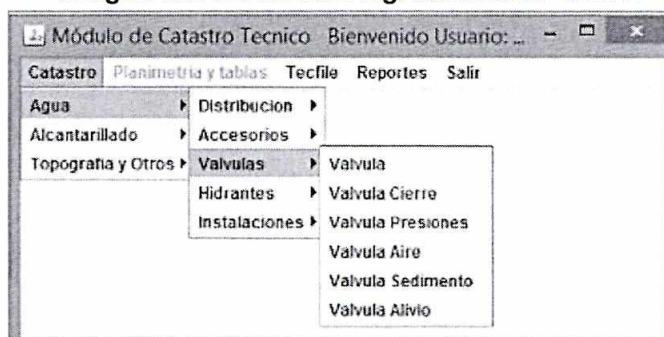 Módulo de Catastro Tecnico Bienvenido Usuario: ...
Catastro Planimetria y tablas Tecfile Reportes Salir
Agua
Alcantarillado
Topografia y Otros
Distribucion
Accesorios
Valvulas
Hidrantes
Instalaciones
Valvula
Valvula Cierre
Valvula Presiones
Valvula Aire
Valvula Sedimento
Valvula Alivio